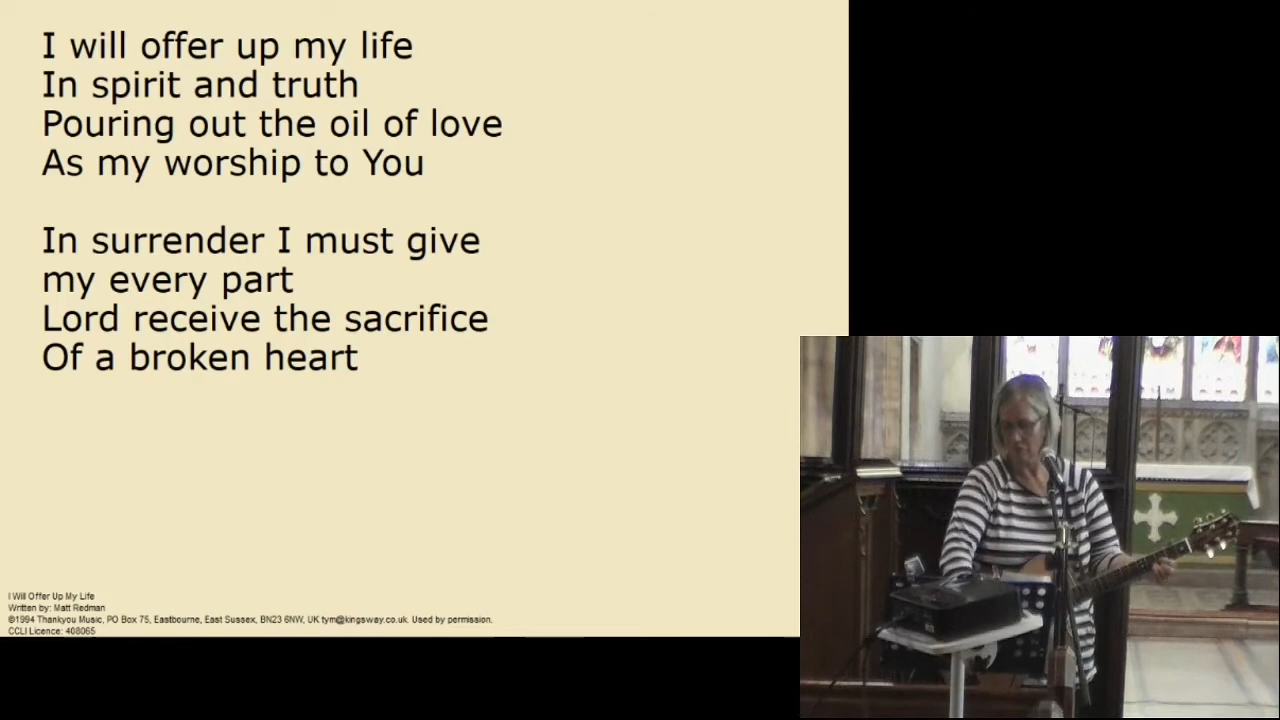 I will offer up my life
In spirit and truth
Pouring out the oil of love
As my worship to You
In surrender I must give
my every part
Lord receive the sacrifice
Of a broken heart
I Will Offer Up My Life
Written by: Matt Redman
©1994 Thankyou Music, PO Box 75, Eastbourne, East Sussex, BN23 6NW, UK tym@kingsway.co.uk. Used by permission.
CCLI Licence: 408065